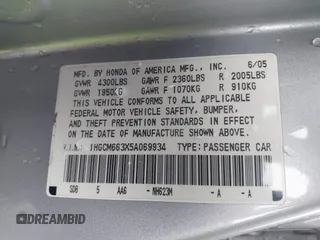 MFD. BY HONDA OF AMERICA MFG., INC. 6/05
GVWR 4300LBS GAWR F 2360LBS R 2005LBS
GVWR 1950KG GAWR F 1070KG R 910KG
THIS VEHICLE CONFORMS TO ALL APPLICABLE
FEDERAL MOTOR VEHICLE SAFETY, BUMPER,
AND THEFT PREVENTION STANDARDS IN EFFECT
ON THE DATE OF MANUFACTURE SHOWN ABOVE.
V.I.N.: 1HGCM663X5A069934 TYPE: PASSENGER CAR
SDB 5 AAG - NH623M - A - A
DREAMBID